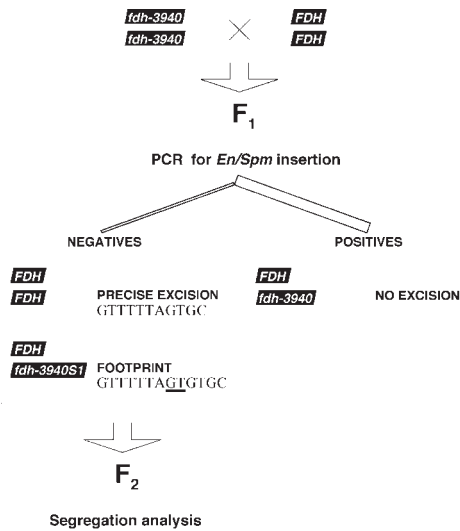 fdh-3940 FDH
fdh-3940 FDH
F1
PCR for En/Spm insertion
NEGATIVES POSITIVES
FDH FDH
FDH PRECISE EXCISION fdh-3940 NO EXCISION
GTTTTTAGTGC
FDH
fdh-3940S1 FOOTPRINT
GTTTTTAGTGTGC
F2
Segregation analysis